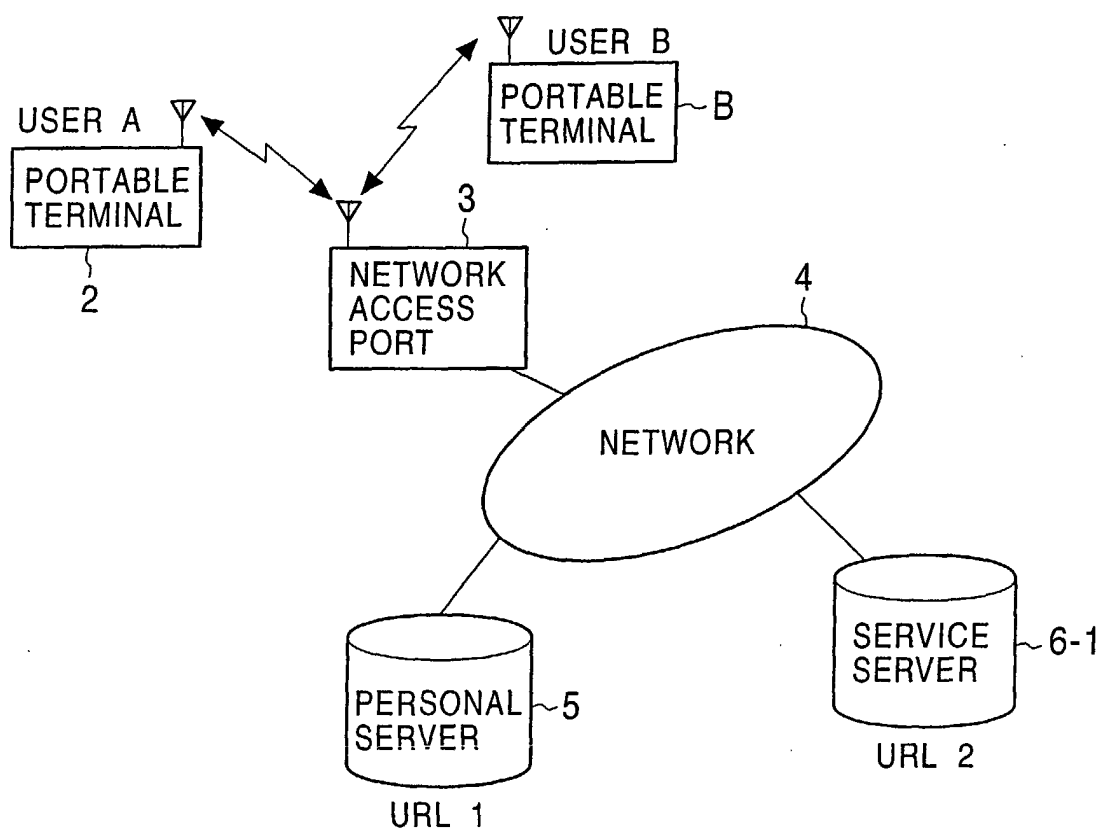 USER B
PORTABLE
TERMINAL
B
USER A
PORTABLE
TERMINAL
2
3
NETWORK
ACCESS
PORT
4
NETWORK
PERSONAL
SERVER
5
URL 1
SERVICE
SERVER
6-1
URL 2